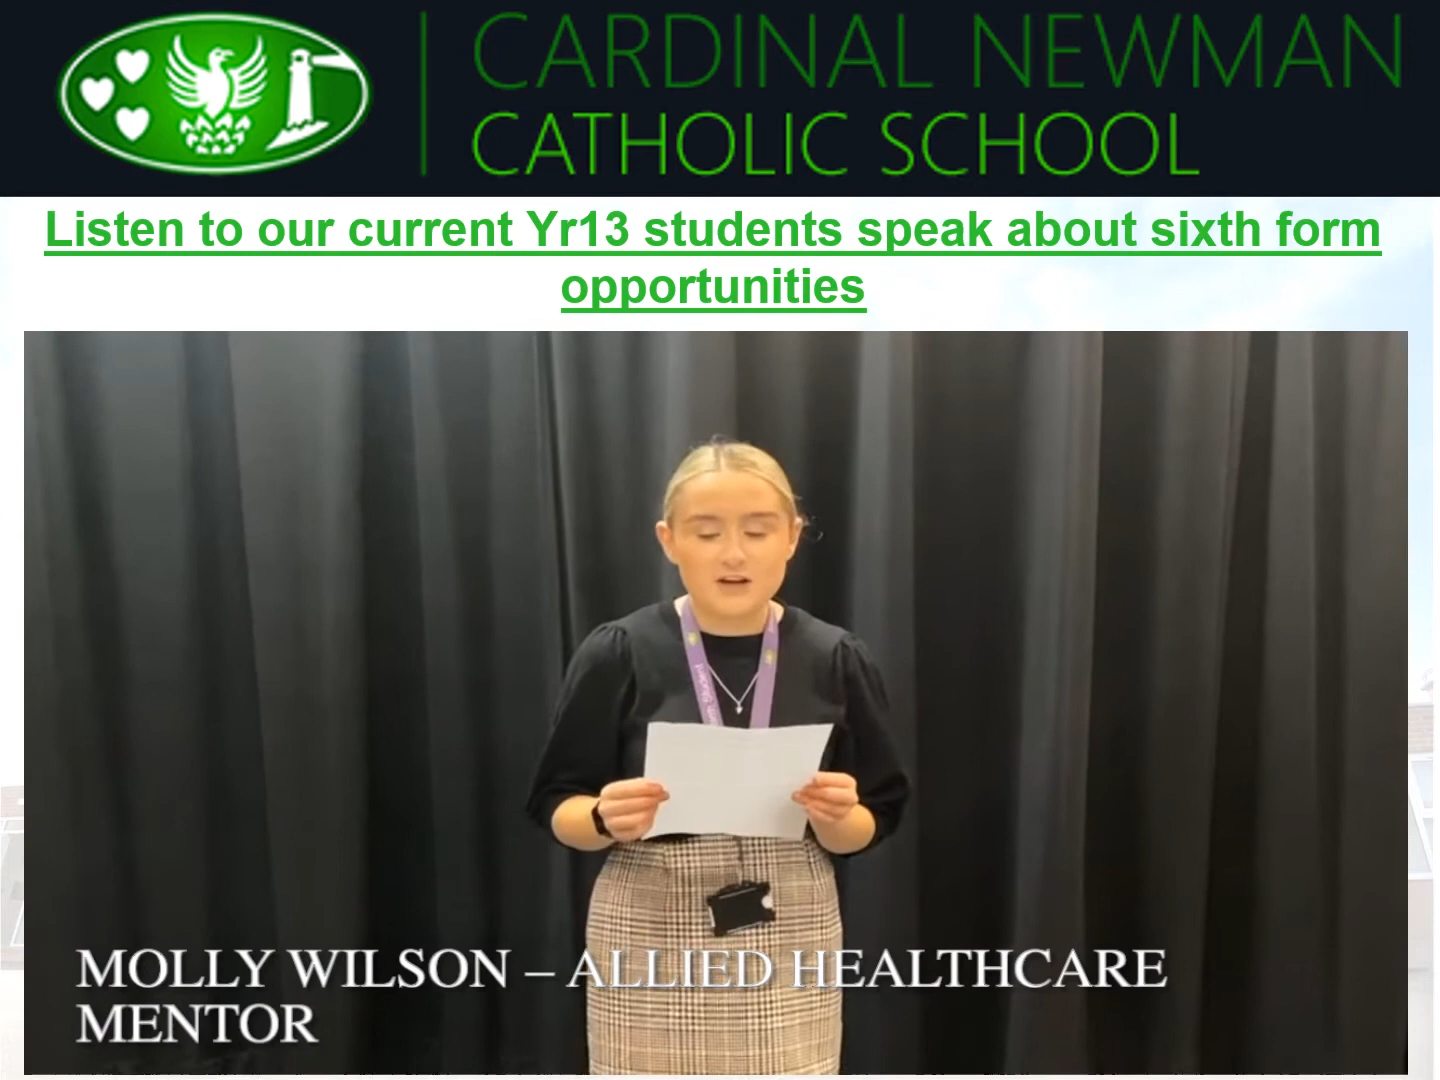 CARDINAL NEWMAN
CATHOLIC SCHOOL
Listen to our current Yr13 students speak about sixth form
opportunities
MOLLY WILSON – ALLIED HEALTHCARE
MENTOR